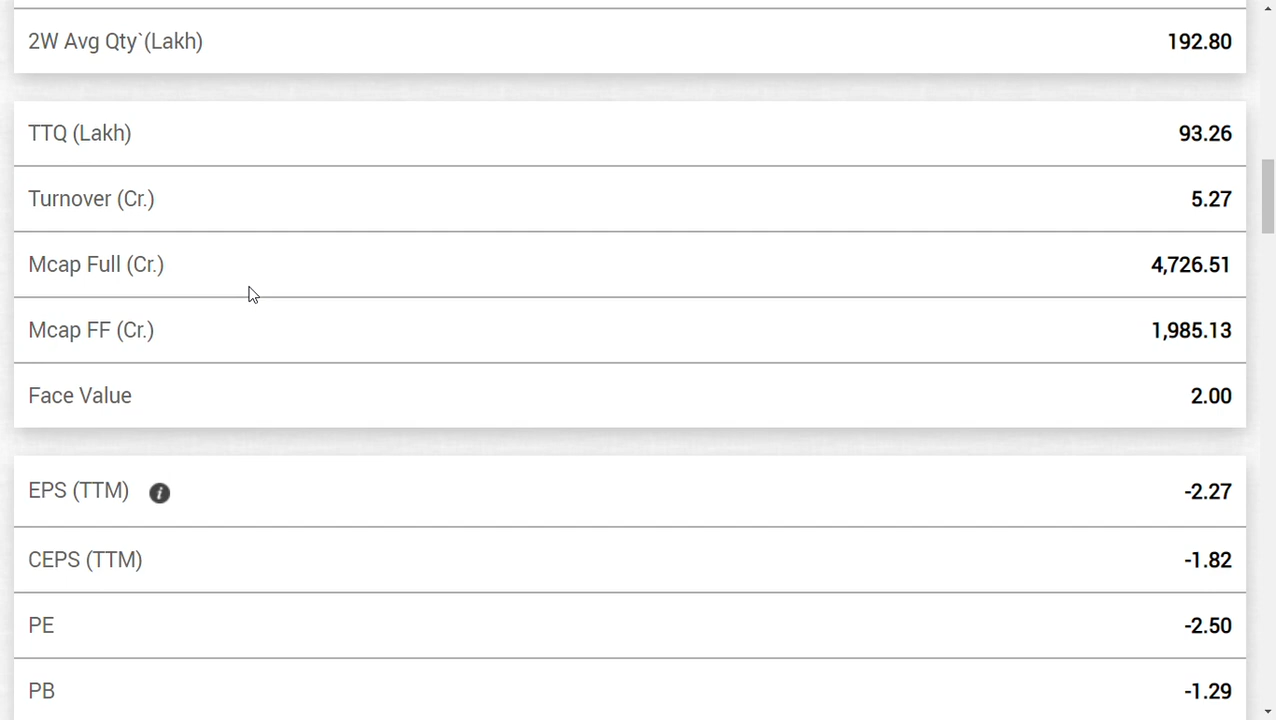 2W Avg Qty`(Lakh) 192.80
TTQ (Lakh) 93.26
Turnover (Cr.) 5.27
Mcap Full (Cr.) 4,726.51
Mcap FF (Cr.) 1,985.13
Face Value 2.00
EPS (TTM) i -2.27
CEPS (TTM) -1.82
PE -2.50
PB -1.29